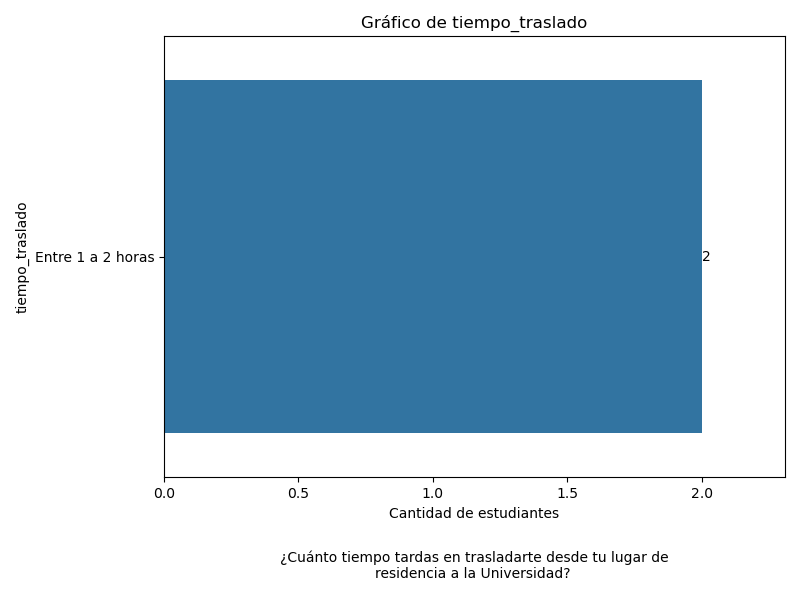 Gráfico de tiempo_traslado
tiempo_traslado
Entre 1 a 2 horas
2
0.0 0.5 1.0 1.5 2.0
Cantidad de estudiantes
¿Cuánto tiempo tardas en trasladarte desde tu lugar de
residencia a la Universidad?